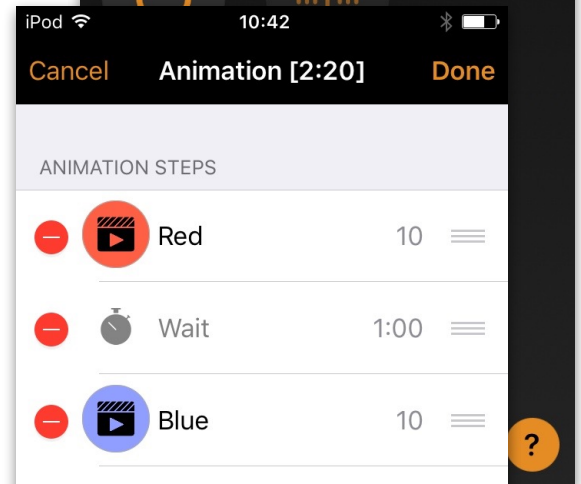 iPod 10:42
Cancel Animation [2:20] Done
ANIMATION STEPS
Red 10
Wait 1:00
Blue 10
?